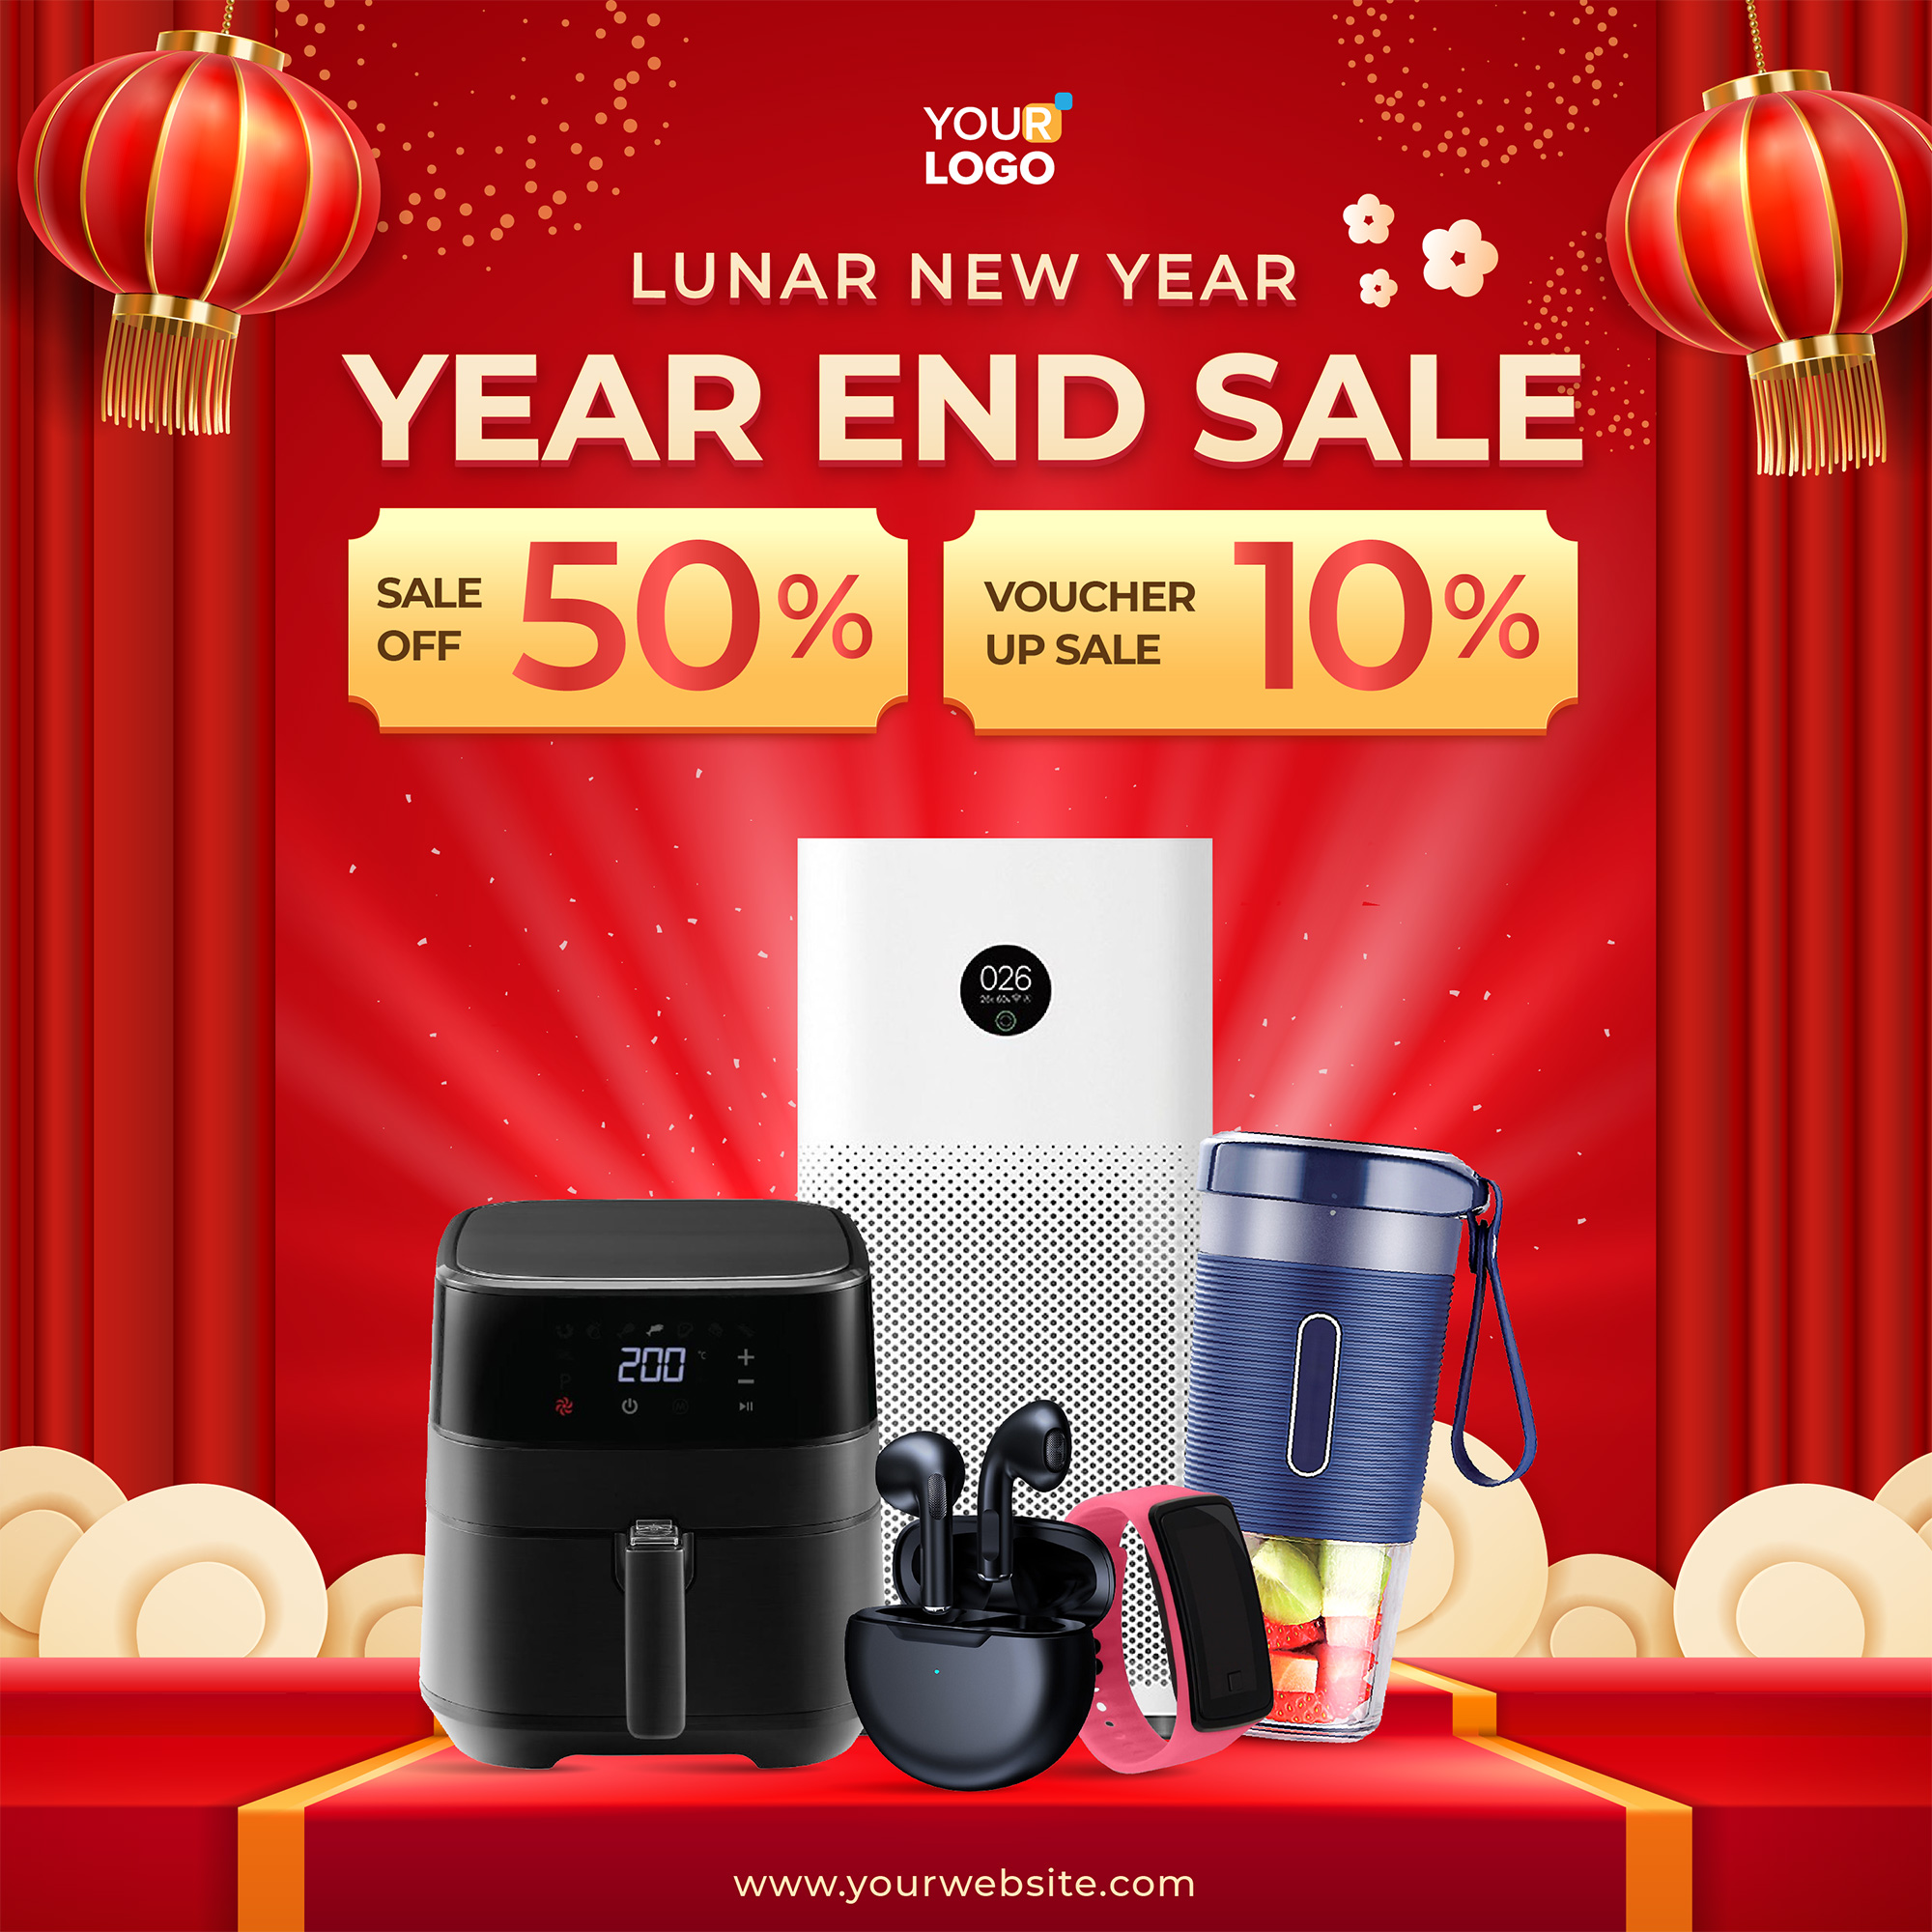 YOUR
LOGO
LUNAR NEW YEAR
YEAR END SALE
SALE
OFF
50%
VOUCHER
UP SALE
10%
026
200
℃
www.yourwebsite.com